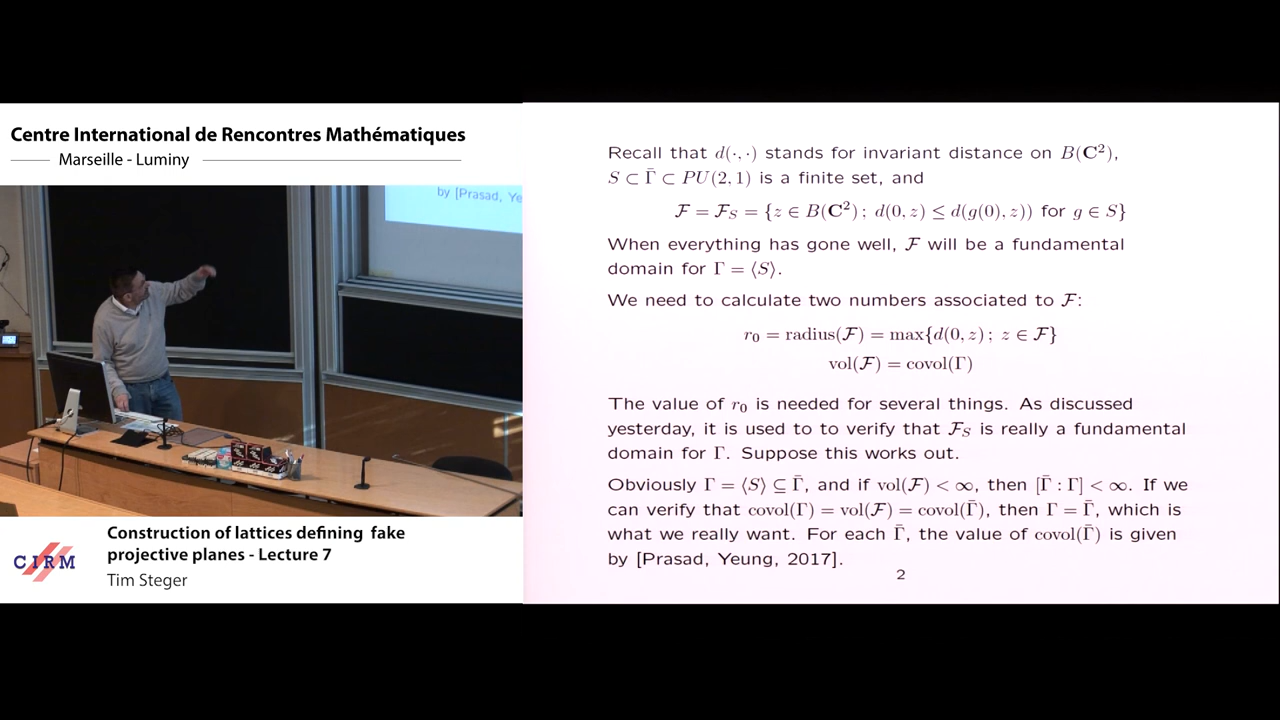 Centre International de Rencontres Mathématiques
Marseille - Luminy
by [Prasad, Ye
Construction of lattices defining fake
projective planes - Lecture 7
Tim Steger
CIRM
Recall that d(·,·) stands for invariant distance on B(C²),
S ⊂ Γ̄ ⊂ PU(2,1) is a finite set, and
F = F_S = {z ∈ B(C²) ; d(0,z) ≤ d(g(0),z)) for g ∈ S}
When everything has gone well, F will be a fundamental
domain for Γ = ⟨S⟩.
We need to calculate two numbers associated to F:
r₀ = radius(F) = max{d(0,z) ; z ∈ F}
vol(F) = covol(Γ)
The value of r₀ is needed for several things. As discussed
yesterday, it is used to to verify that F_S is really a fundamental
domain for Γ. Suppose this works out.
Obviously Γ = ⟨S⟩ ⊆ Γ̄, and if vol(F) < ∞, then [Γ̄ : Γ] < ∞. If we
can verify that covol(Γ) = vol(F) = covol(Γ̄), then Γ = Γ̄, which is
what we really want. For each Γ̄, the value of covol(Γ̄) is given
by [Prasad, Yeung, 2017].
2